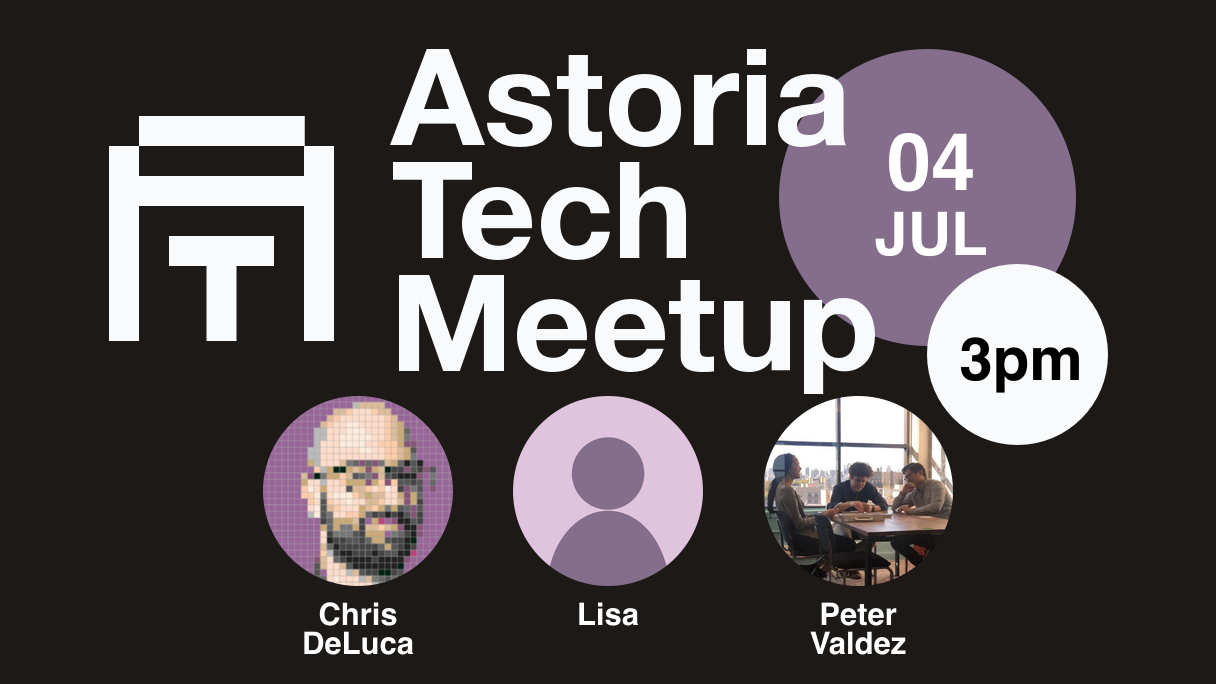 Astoria
Tech
Meetup
04
JUL
3pm
Chris
DeLuca
Lisa
Peter
Valdez